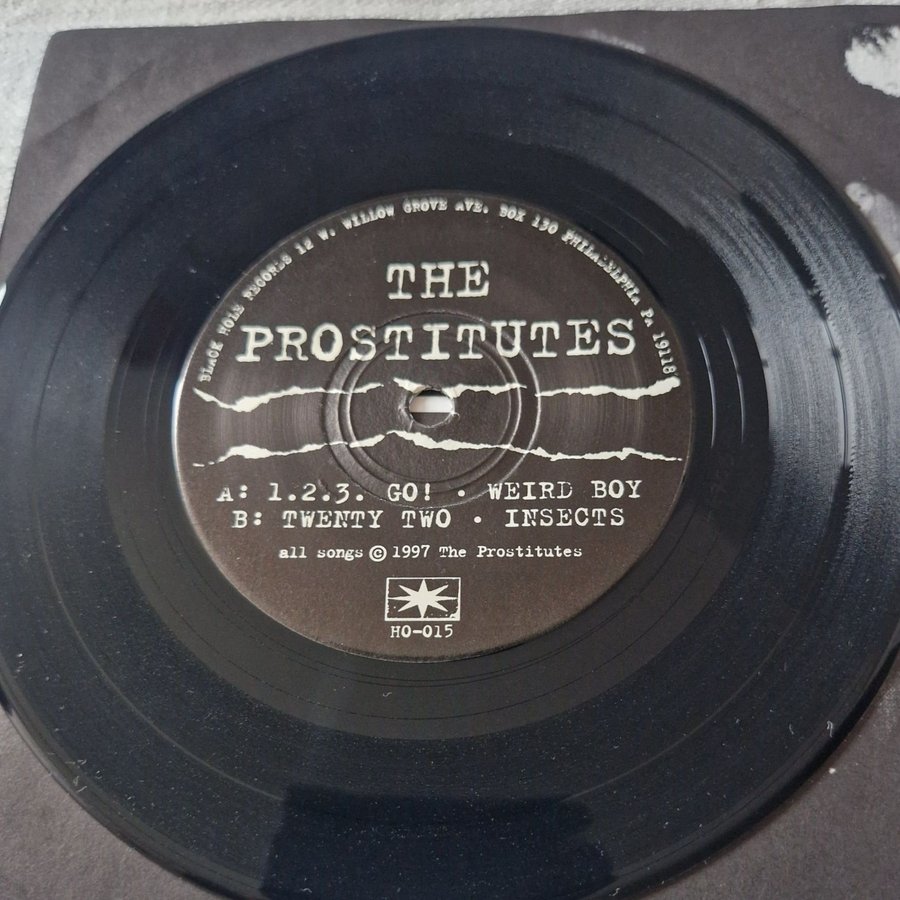 BLACK HOLE RECORDS 12 W. WILLOW GROVE AVE. BOX 130 PHILADELPHIA PA 19118
THE
PROSTITUTES
A: 1.2.3. GO! · WEIRD BOY
B: TWENTY TWO · INSECTS
all songs © 1997 The Prostitutes
HO-015